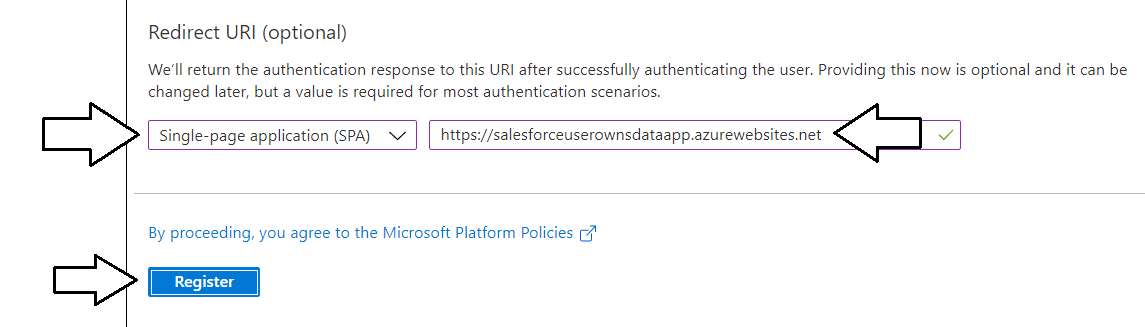 Redirect URI (optional)
We'll return the authentication response to this URI after successfully authenticating the user. Providing this now is optional and it can be
changed later, but a value is required for most authentication scenarios.
Single-page application (SPA) https://salesforceuserownsdataapp.azurewebsites.net
By proceeding, you agree to the Microsoft Platform Policies
Register